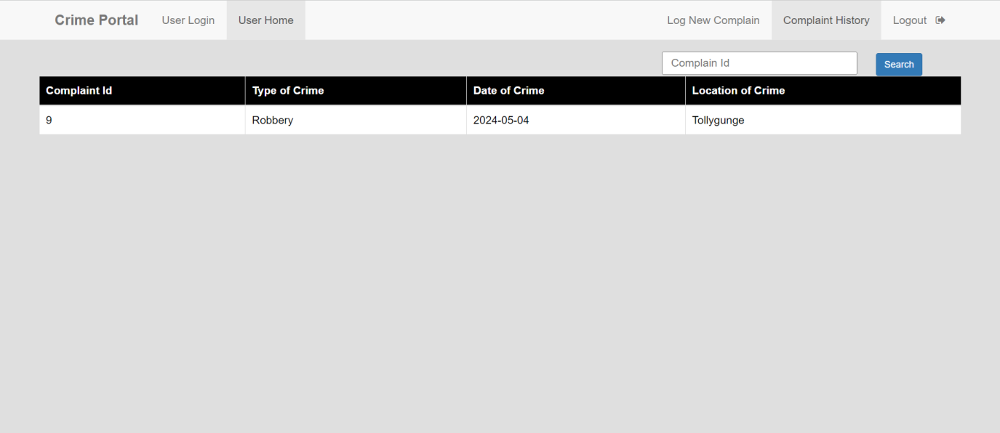 Crime Portal User Login User Home Log New Complain Complaint History Logout
Complain Id Search
Complaint Id Type of Crime Date of Crime Location of Crime
9 Robbery 2024-05-04 Tollygunge